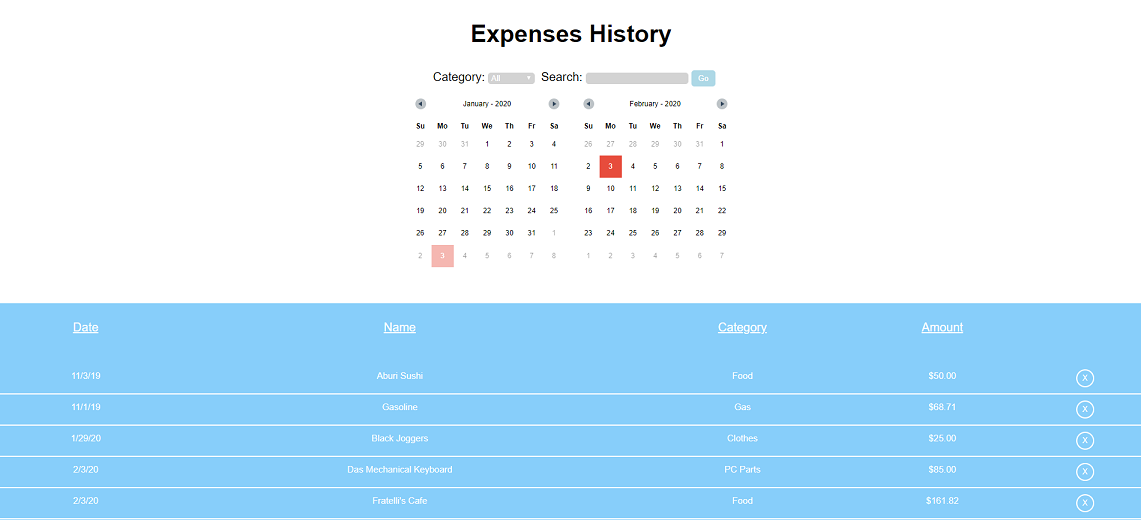 Expenses History
Category: All Search: Go
January - 2020 February - 2020
Su Mo Tu We Th Fr Sa Su Mo Tu We Th Fr Sa
29 30 31 1 2 3 4 26 27 28 29 30 31 1
5 6 7 8 9 10 11 2 3 4 5 6 7 8
12 13 14 15 16 17 18 9 10 11 12 13 14 15
19 20 21 22 23 24 25 16 17 18 19 20 21 22
26 27 28 29 30 31 1 23 24 25 26 27 28 29
2 3 4 5 6 7 8 1 2 3 4 5 6 7
Date Name Category Amount
11/3/19 Aburi Sushi Food $50.00 X
11/1/19 Gasoline Gas $68.71 X
1/29/20 Black Joggers Clothes $25.00 X
2/3/20 Das Mechanical Keyboard PC Parts $85.00 X
2/3/20 Fratelli's Cafe Food $161.82 X